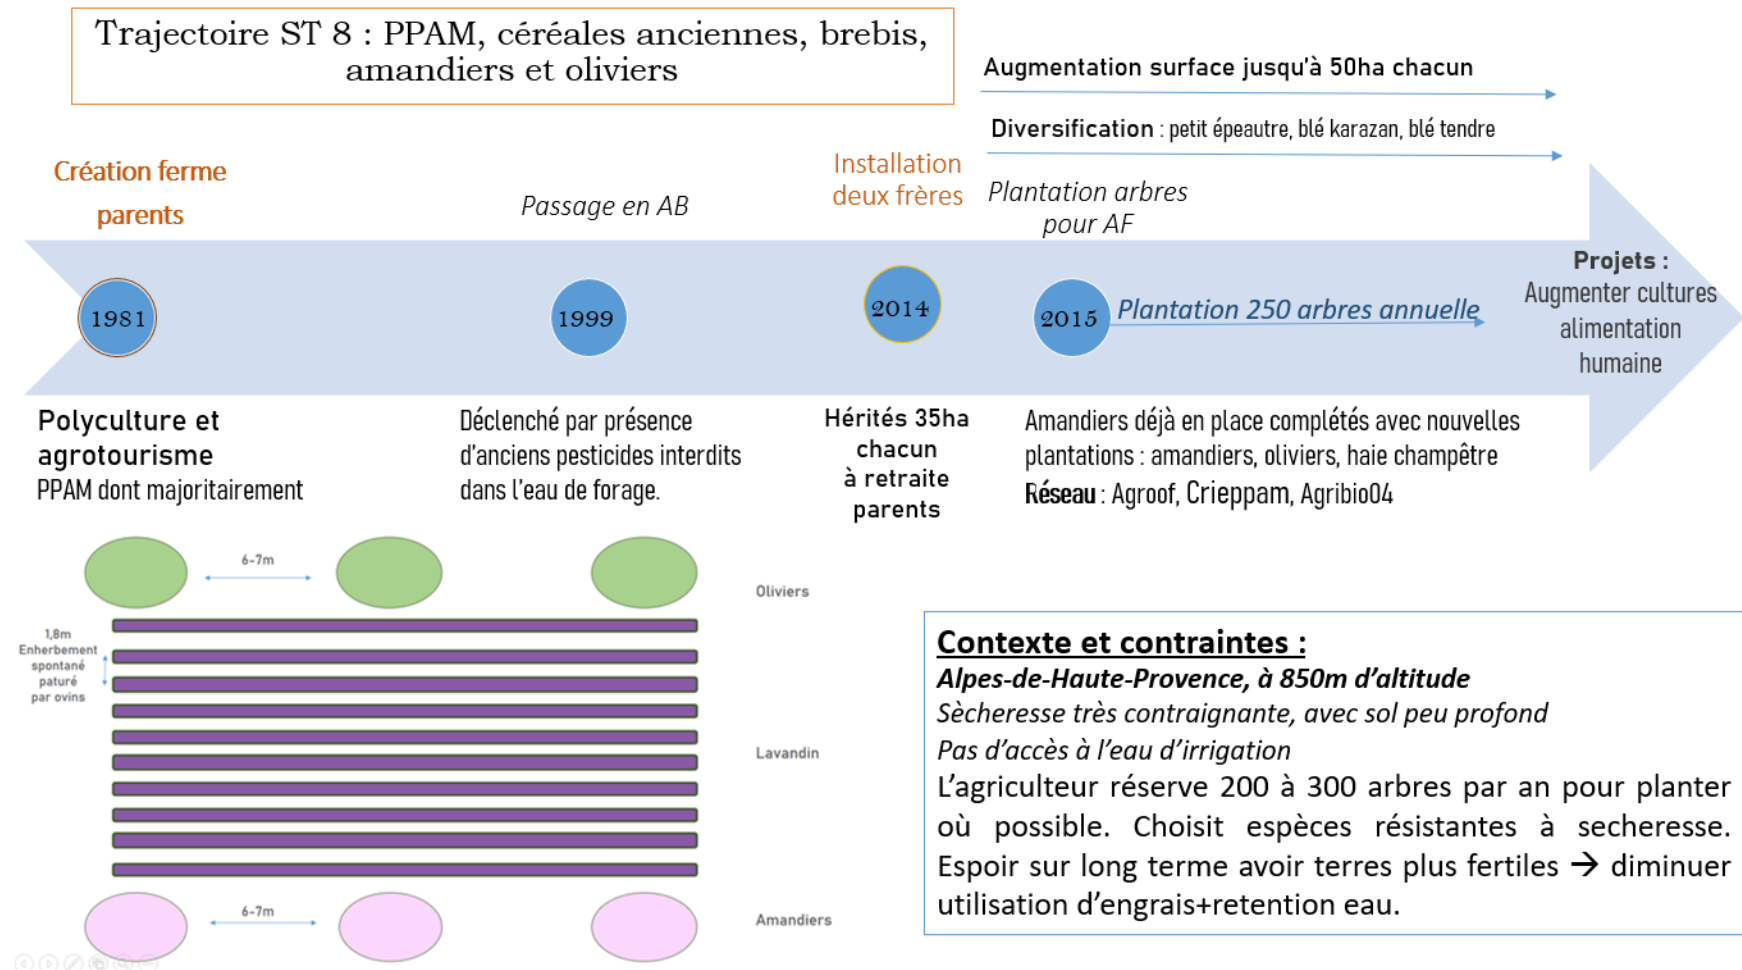 Trajectoire ST 8 : PPAM, céréales anciennes, brebis,
amandiers et oliviers
Augmentation surface jusqu'à 50ha chacun
Diversification : petit épeautre, blé karazan, blé tendre
Création ferme
parents
Passage en AB
Installation
deux frères
Plantation arbres
pour AF
1981
1999
2014
2015
Plantation 250 arbres annuelle
Projets :
Augmenter cultures
alimentation
humaine
Polyculture et
agrotourisme
PPAM dont majoritairement
Déclenché par présence
d'anciens pesticides interdits
dans l'eau de forage.
Hérités 35ha
chacun
à retraite
parents
Amandiers déjà en place complétés avec nouvelles
plantations : amandiers, oliviers, haie champêtre
Réseau : Agroof, Crieppam, Agribio04
6-7m
Oliviers
1,8m
Enherbement
spontané
paturé
par ovins
Lavandin
6-7m
Amandiers
Contexte et contraintes :
Alpes-de-Haute-Provence, à 850m d'altitude
Sècheresse très contraignante, avec sol peu profond
Pas d'accès à l'eau d'irrigation
L'agriculteur réserve 200 à 300 arbres par an pour planter
où possible. Choisit espèces résistantes à secheresse.
Espoir sur long terme avoir terres plus fertiles → diminuer
utilisation d'engrais+retention eau.